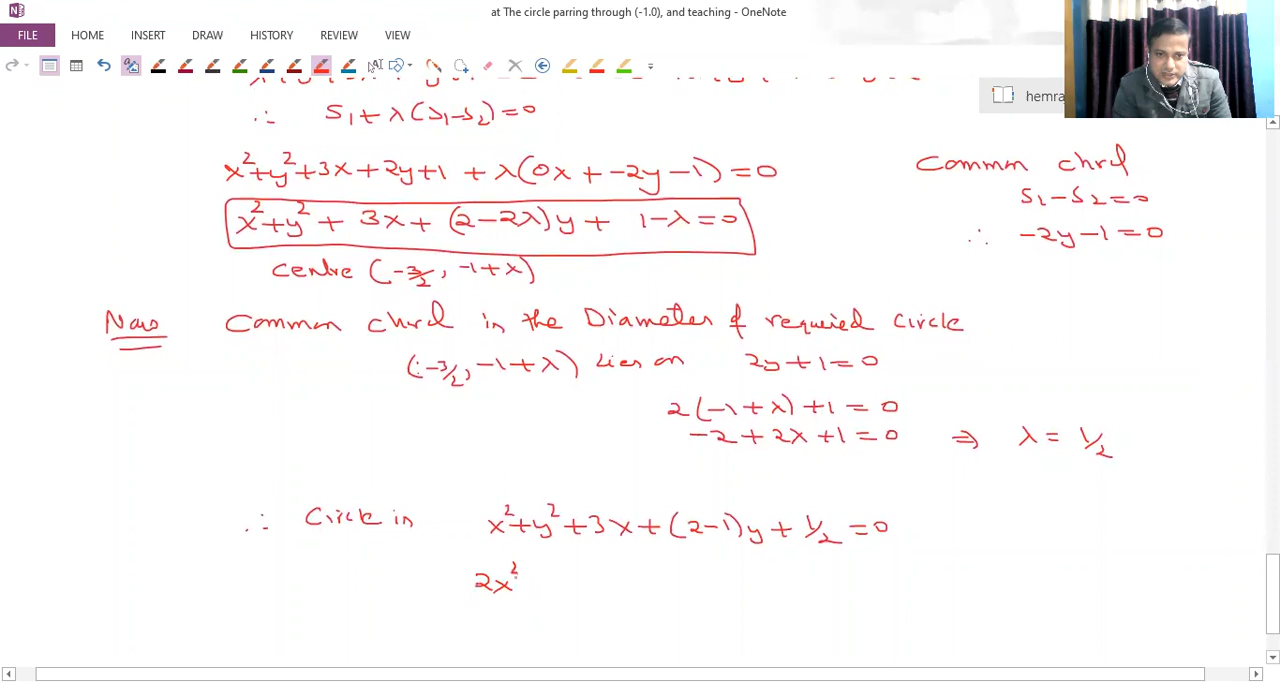 at The circle parring through (-1.0), and teaching - OneNote
FILE HOME INSERT DRAW HISTORY REVIEW VIEW
hemra
∴ S₁ + λ(S₁-S₂) = 0
x²+y²+3x+2y+1 + λ(0x + -2y-1) = 0
x²+y² + 3x + (2-2λ)y + 1-λ = 0
centre (-3/2, -1+λ)
Common chrd
S₁-S₂ = 0
∴ -2y-1 = 0
Now Common chrd in the Diameter of requied circle
(-3/2, -1+λ) lies on 2y+1 = 0
2(-1+λ)+1 = 0
-2+2λ+1 = 0 ⇒ λ = 1/2
∴ Circle in x²+y²+3x+(2-1)y+1/2 = 0
2x²